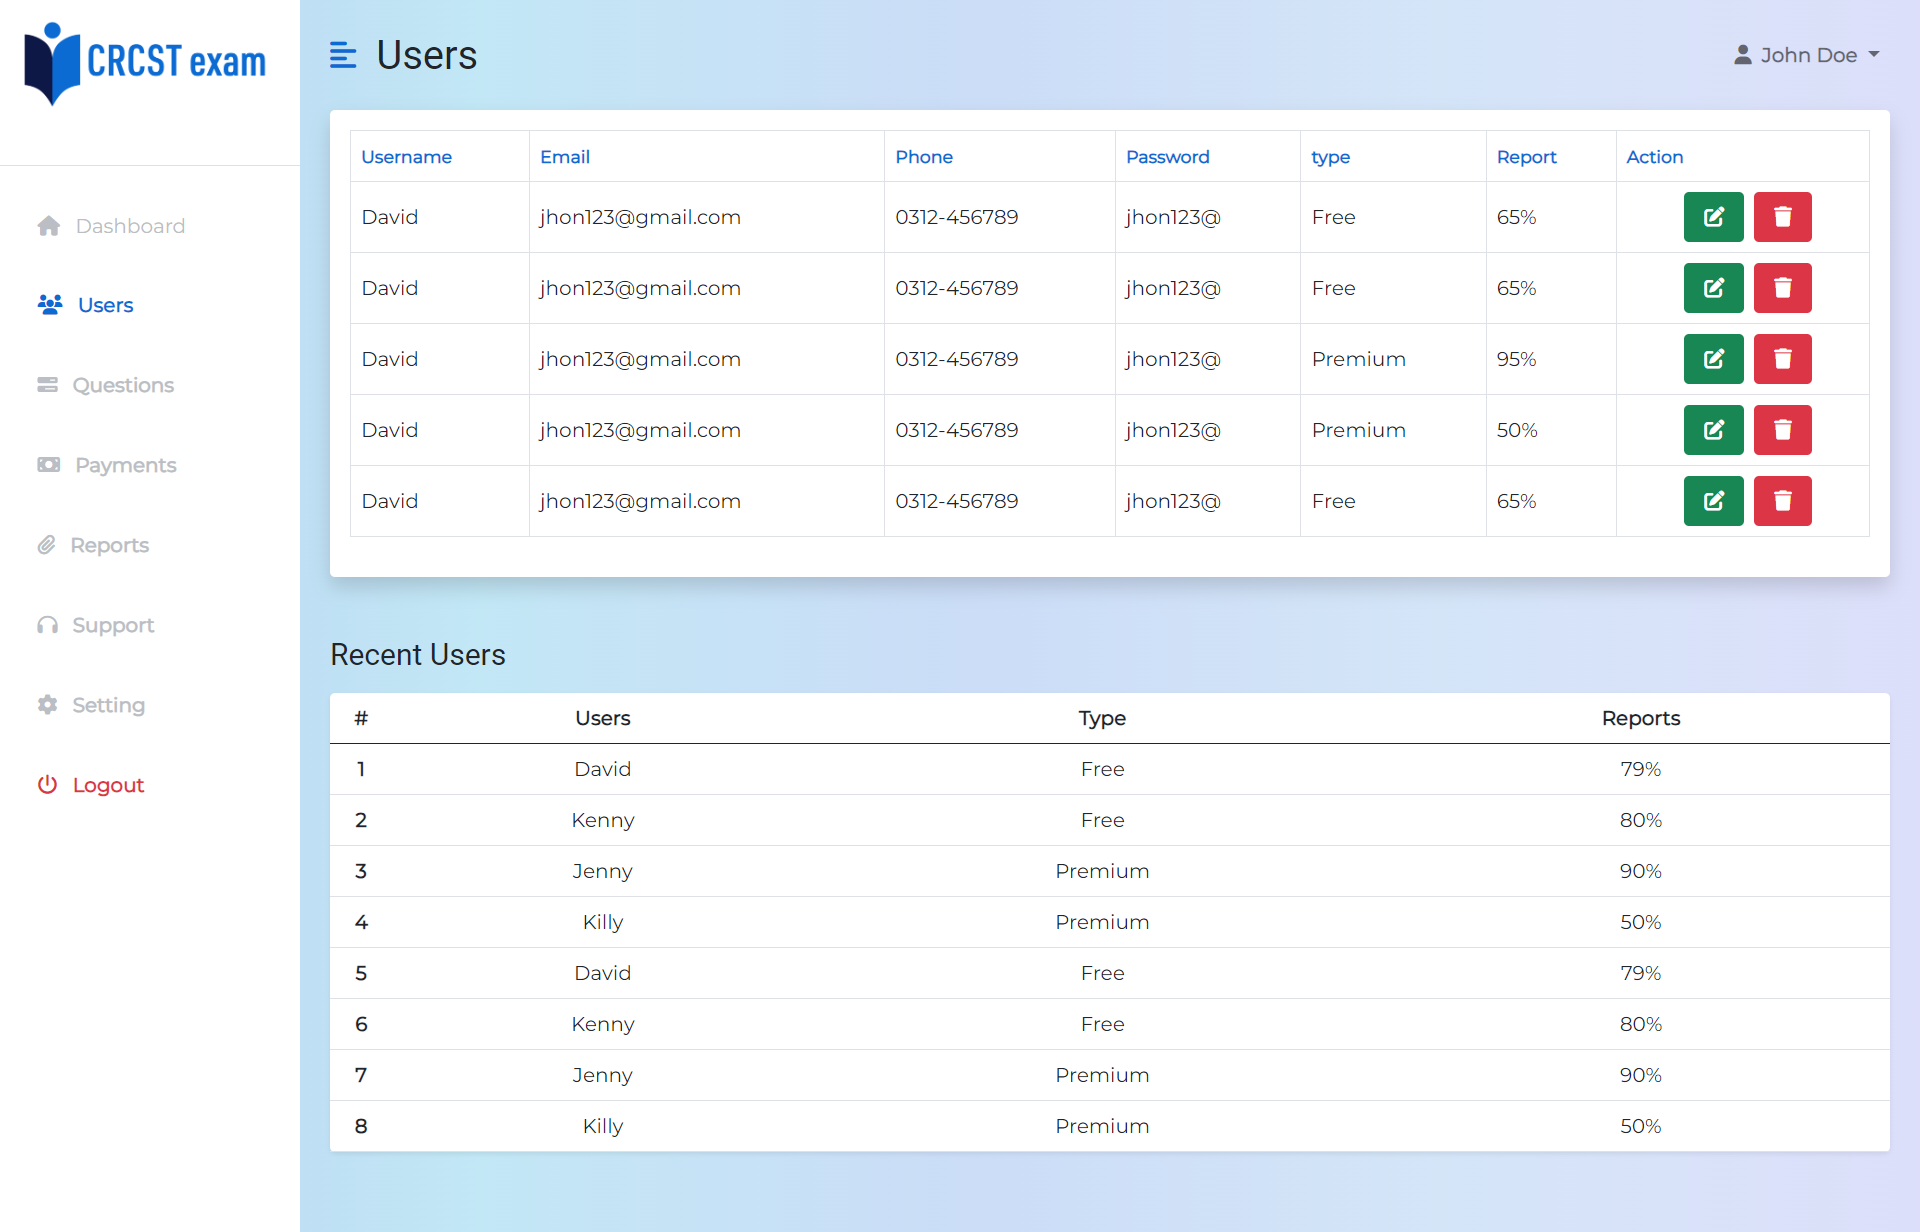 CRCST exam
Users
John Doe
Dashboard
Users
Questions
Payments
Reports
Support
Setting
Logout
Username Email Phone Password type Report Action
David jhon123@gmail.com 0312-456789 jhon123@ Free 65%
David jhon123@gmail.com 0312-456789 jhon123@ Free 65%
David jhon123@gmail.com 0312-456789 jhon123@ Premium 95%
David jhon123@gmail.com 0312-456789 jhon123@ Premium 50%
David jhon123@gmail.com 0312-456789 jhon123@ Free 65%
Recent Users
# Users Type Reports
1 David Free 79%
2 Kenny Free 80%
3 Jenny Premium 90%
4 Killy Premium 50%
5 David Free 79%
6 Kenny Free 80%
7 Jenny Premium 90%
8 Killy Premium 50%